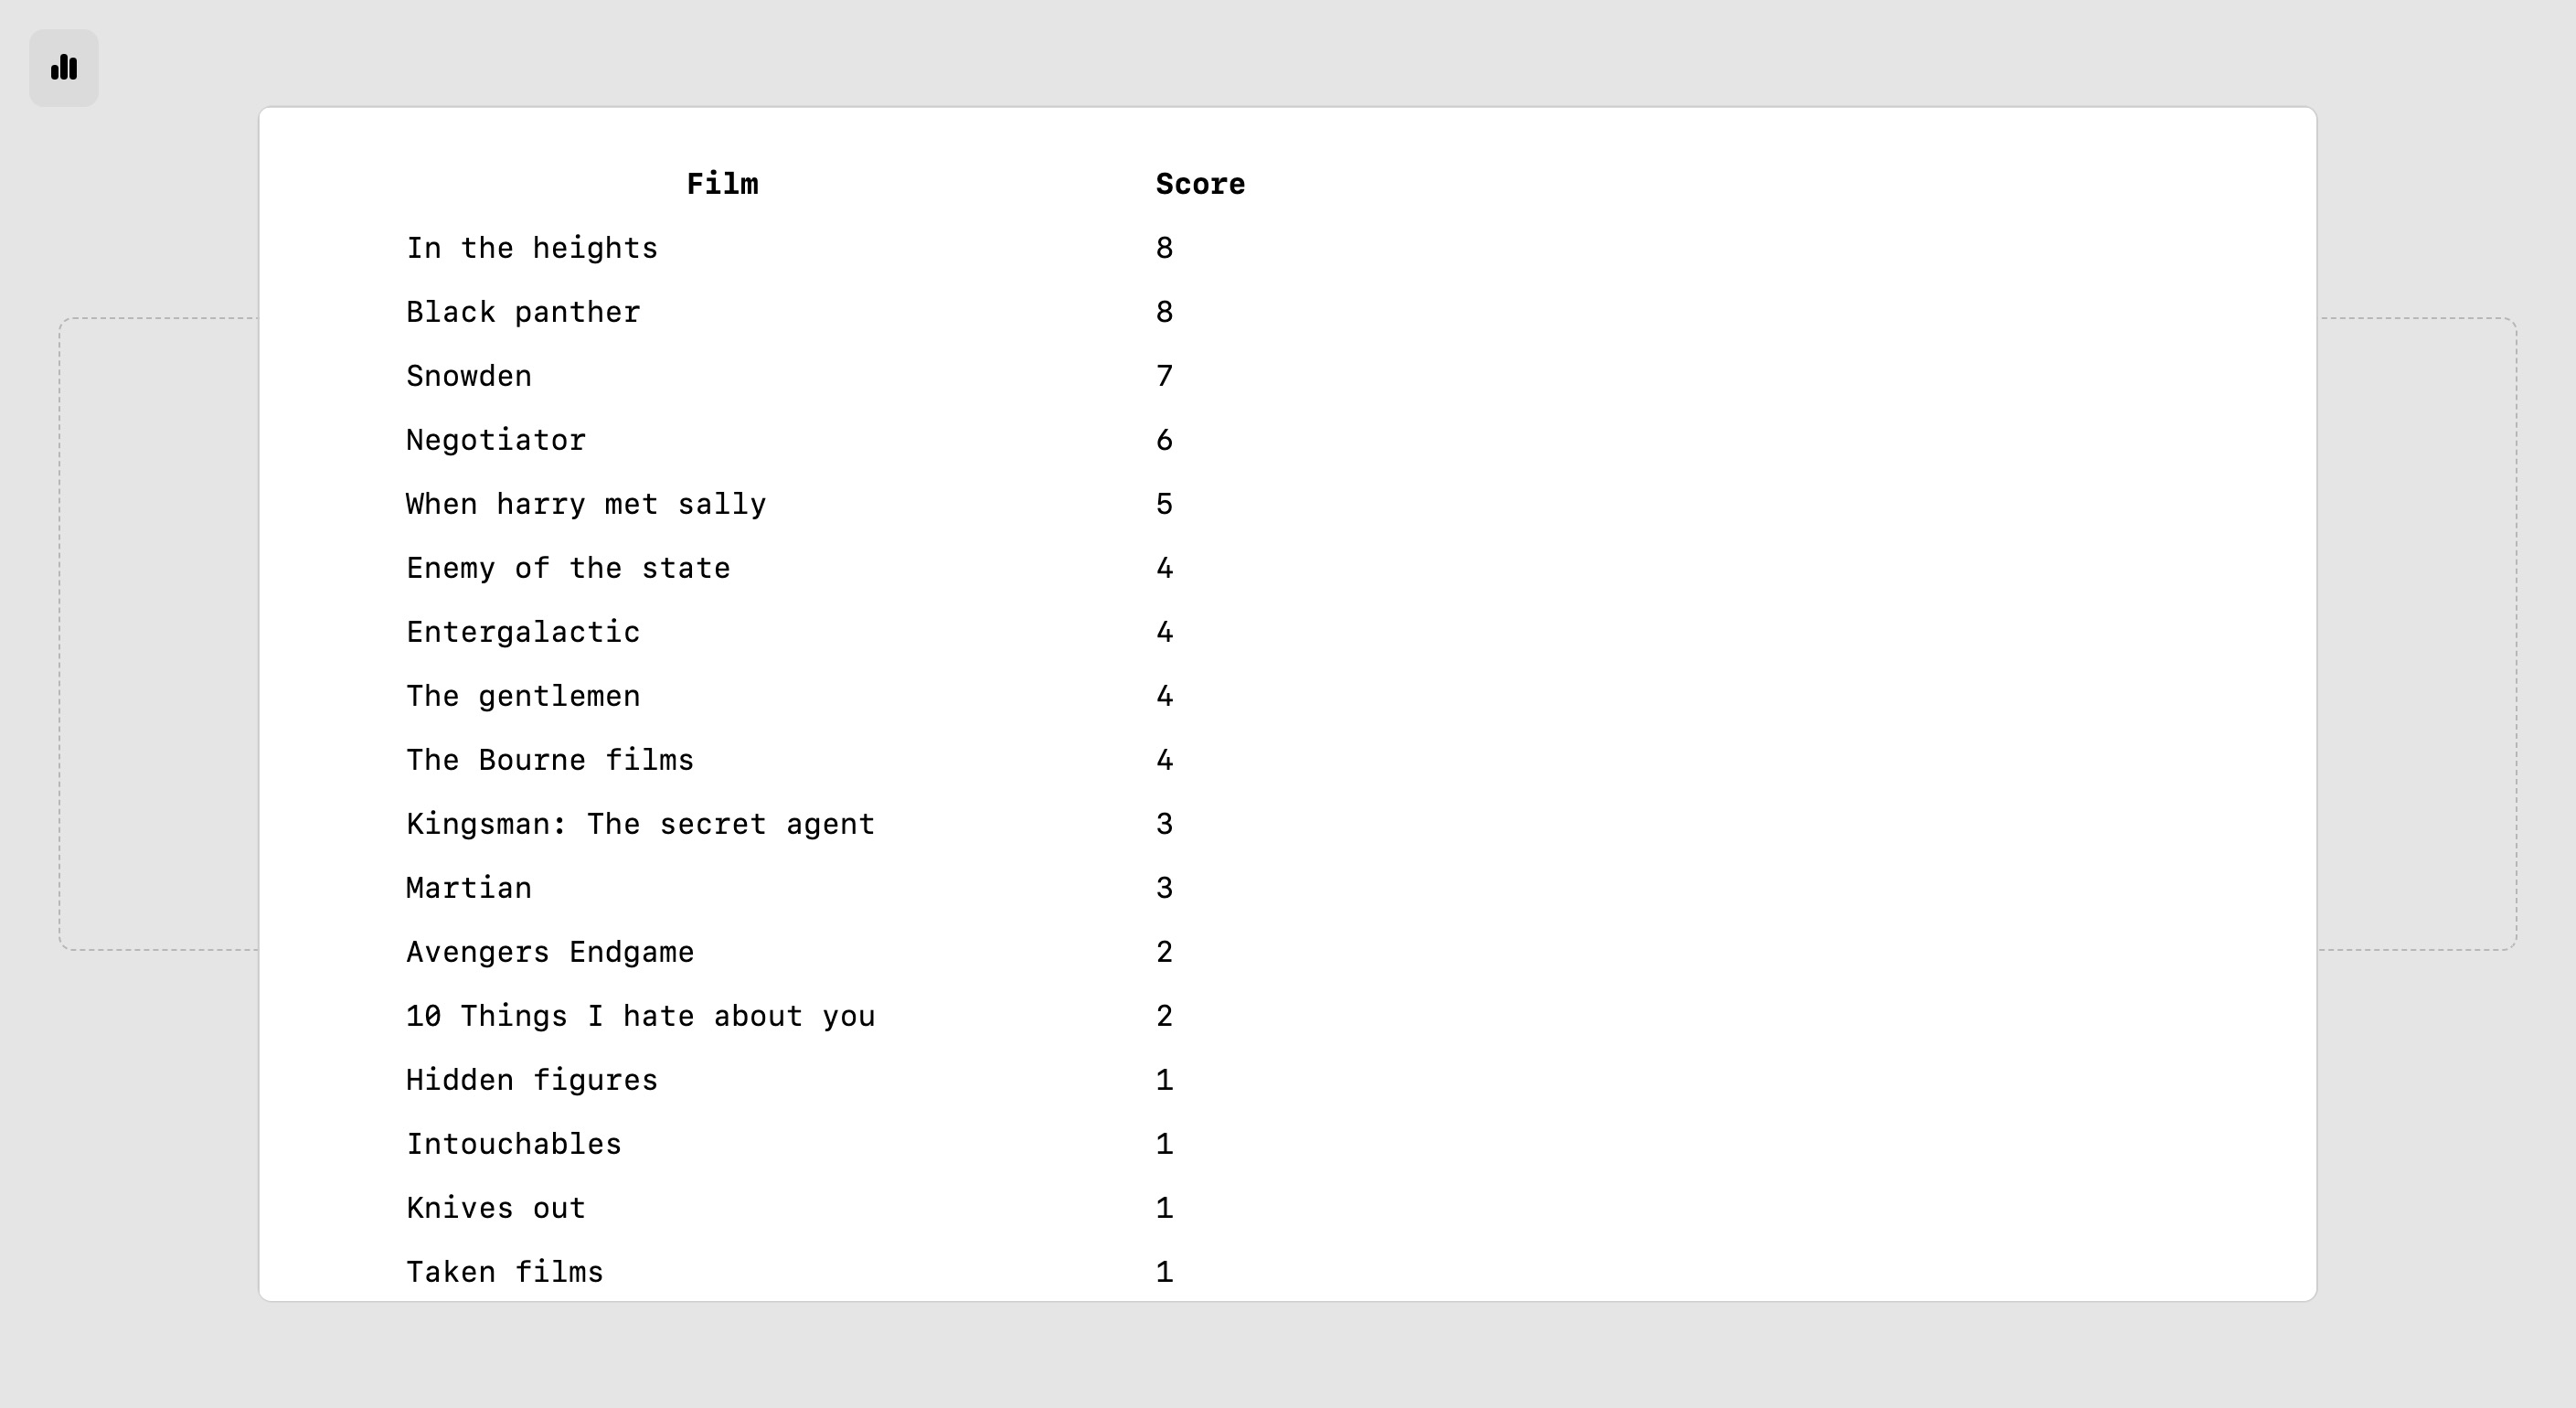 Film Score
In the heights 8
Black panther 8
Snowden 7
Negotiator 6
When harry met sally 5
Enemy of the state 4
Entergalactic 4
The gentlemen 4
The Bourne films 4
Kingsman: The secret agent 3
Martian 3
Avengers Endgame 2
10 Things I hate about you 2
Hidden figures 1
Intouchables 1
Knives out 1
Taken films 1